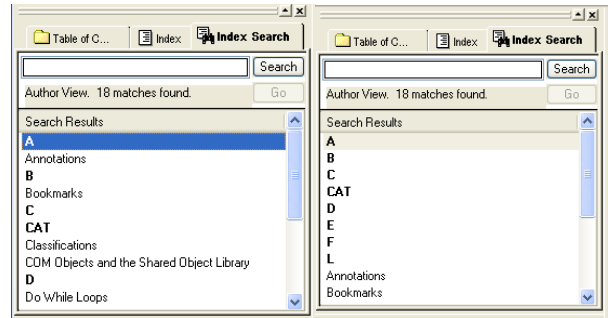 Table of C... Index Index Search
Search
Author View. 18 matches found. Go
Search Results
A
Annotations
B
Bookmarks
C
CAT
Classifications
COM Objects and the Shared Object Library
D
Do While Loops
Table of C... Index Index Search
Search
Author View. 18 matches found. Go
Search Results
A
B
C
CAT
D
E
F
L
Annotations
Bookmarks